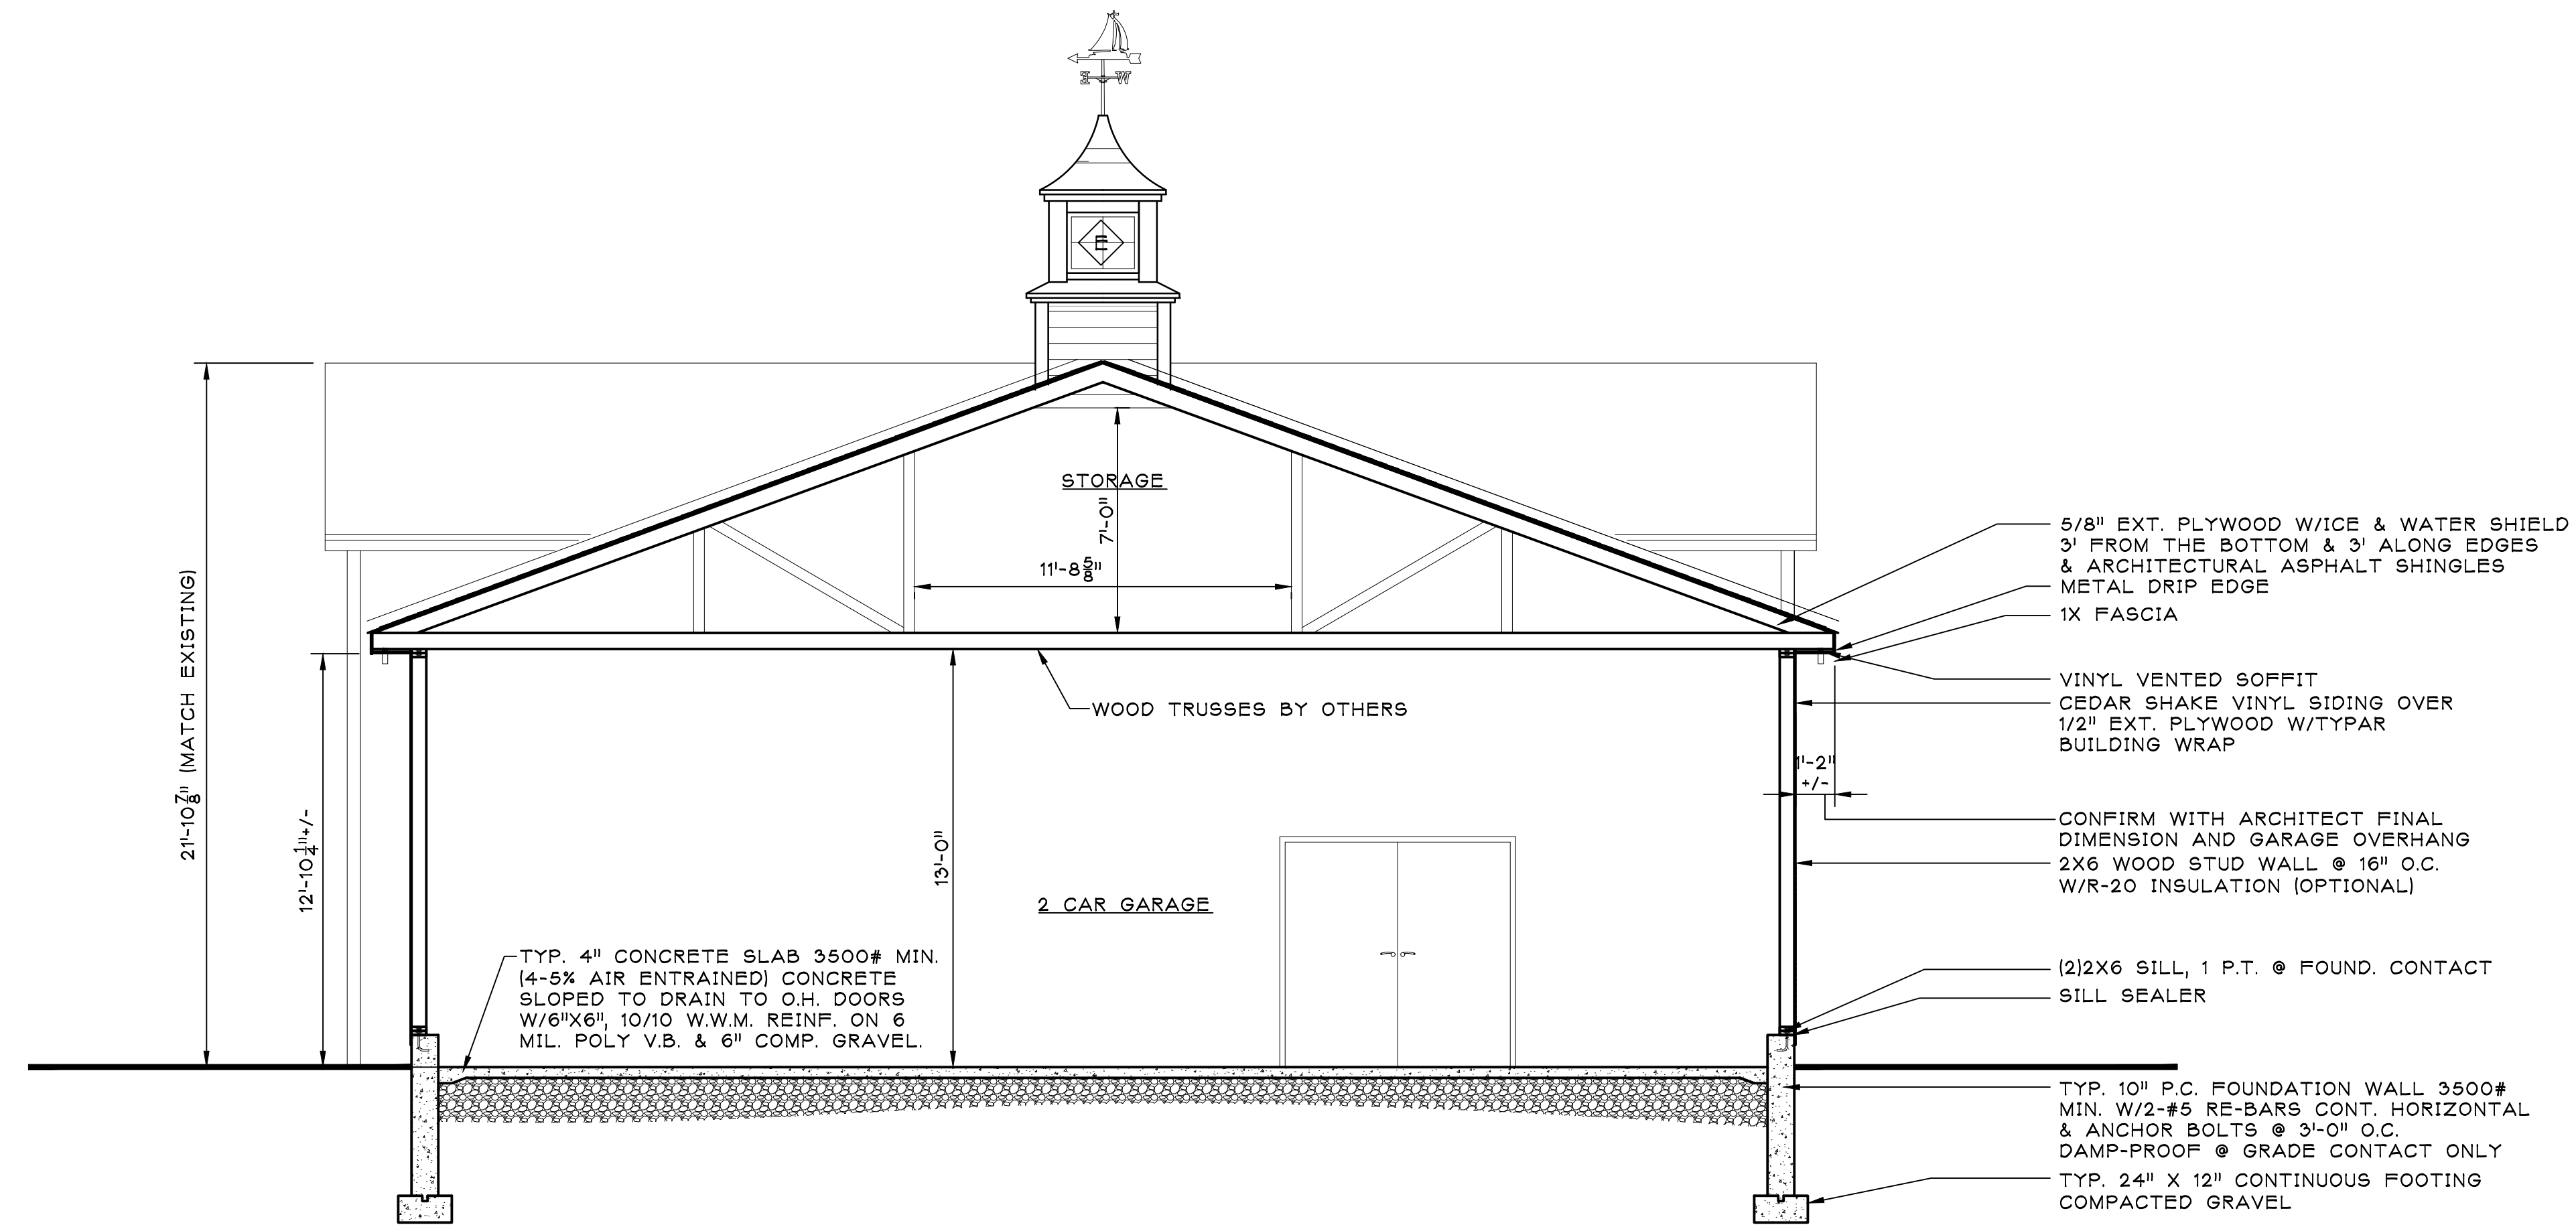 E W
E
STORAGE
7'-0"
11'-8 5/8"
21'-10 7/8" (MATCH EXISTING)
12'-10 1/4"+/-
13'-0"
WOOD TRUSSES BY OTHERS
2 CAR GARAGE
TYP. 4" CONCRETE SLAB 3500# MIN.
(4-5% AIR ENTRAINED) CONCRETE
SLOPED TO DRAIN TO O.H. DOORS
W/6"X6", 10/10 W.W.M. REINF. ON 6
MIL. POLY V.B. & 6" COMP. GRAVEL.
5/8" EXT. PLYWOOD W/ICE & WATER SHIELD
3' FROM THE BOTTOM & 3' ALONG EDGES
& ARCHITECTURAL ASPHALT SHINGLES
METAL DRIP EDGE
1X FASCIA
VINYL VENTED SOFFIT
CEDAR SHAKE VINYL SIDING OVER
1/2" EXT. PLYWOOD W/TYPAR
BUILDING WRAP
1'-2"
+/-
CONFIRM WITH ARCHITECT FINAL
DIMENSION AND GARAGE OVERHANG
2X6 WOOD STUD WALL @ 16" O.C.
W/R-20 INSULATION (OPTIONAL)
(2)2X6 SILL, 1 P.T. @ FOUND. CONTACT
SILL SEALER
TYP. 10" P.C. FOUNDATION WALL 3500#
MIN. W/2-#5 RE-BARS CONT. HORIZONTAL
& ANCHOR BOLTS @ 3'-0" O.C.
DAMP-PROOF @ GRADE CONTACT ONLY
TYP. 24" X 12" CONTINUOUS FOOTING
COMPACTED GRAVEL